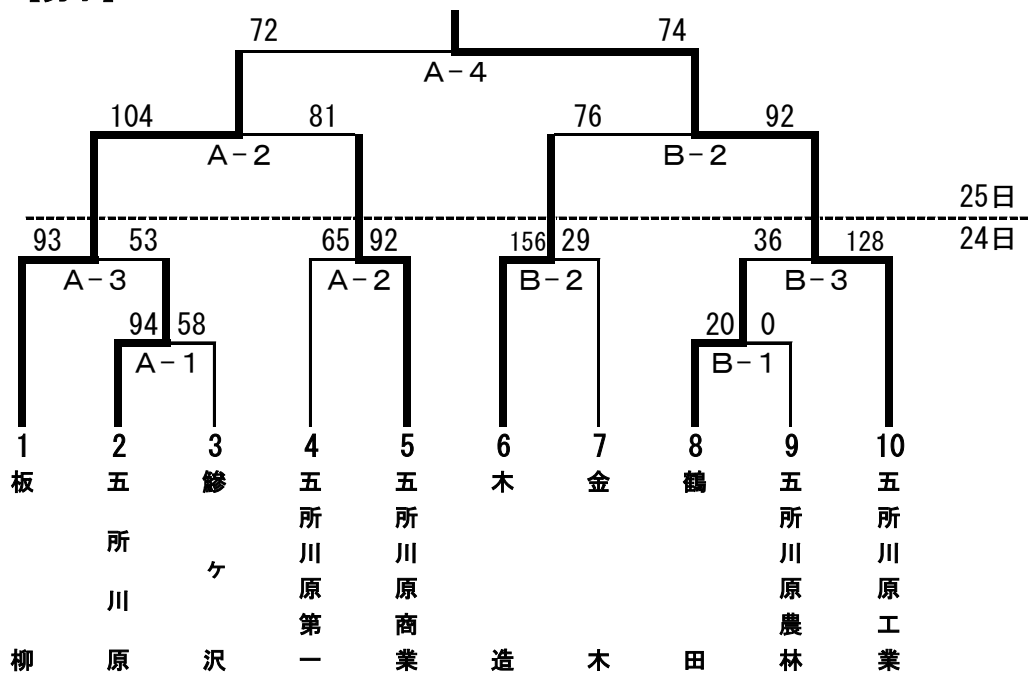 72 74
A-4
104 81 76 92
A-2 B-2
25日
24日
93 53 65 92 156 29 36 128
A-3 A-2 B-2 B-3
94 58 20 0
A-1 B-1
1 2 3 4 5 6 7 8 9 10
板柳
五所川原
鰺ヶ沢
五所川原第一
五所川原商業
木造
金木
鶴田
五所川原農林
五所川原工業